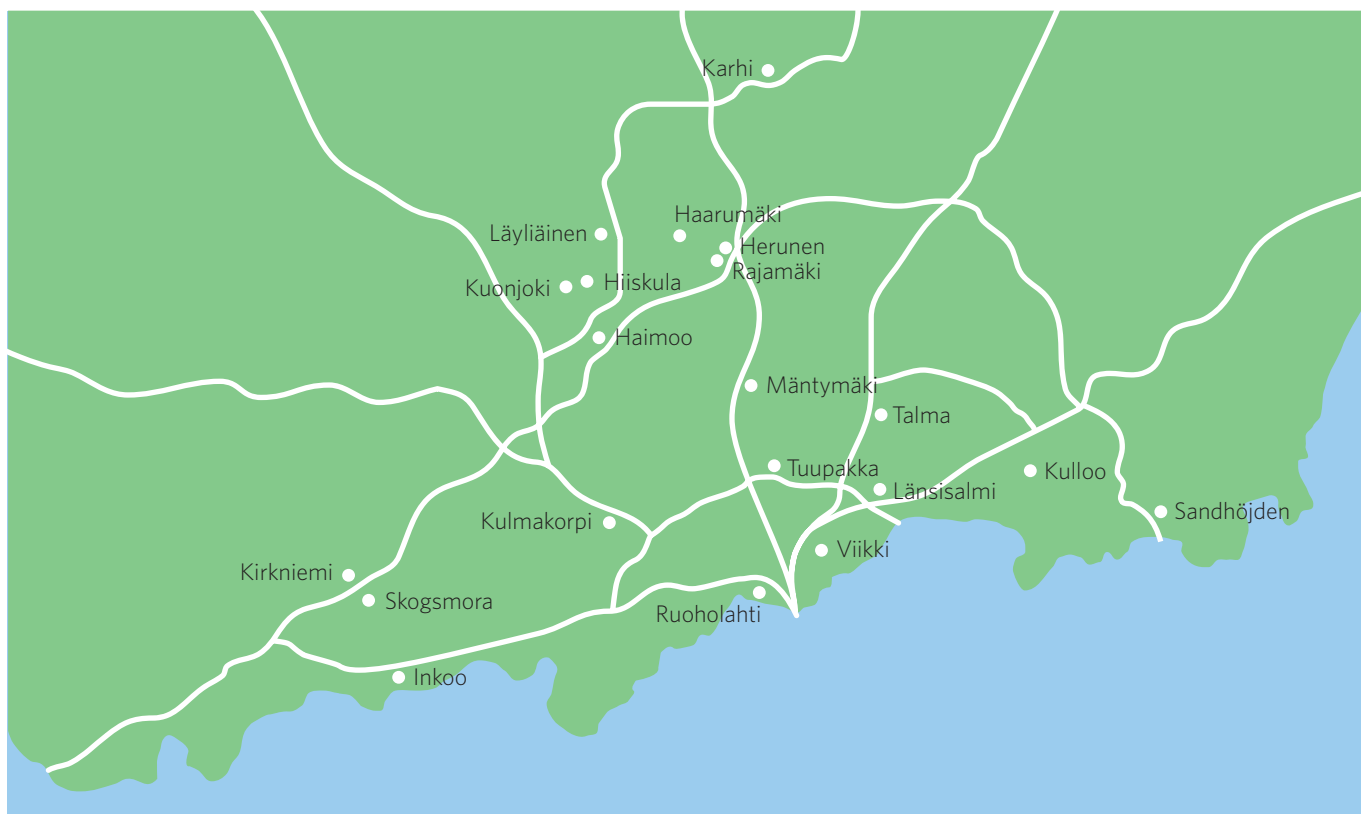 Karhi
Haarumäki
Läyliäinen
Herunen
Rajamäki
Hiiskula
Kuonjoki
Haimoo
Mäntymäki
Talma
Tuupakka
Kulloo
Länsisalmi
Sandhöjden
Kulmakorpi
Viikki
Kirkniemi
Skogsmora
Ruoholahti
Inkoo